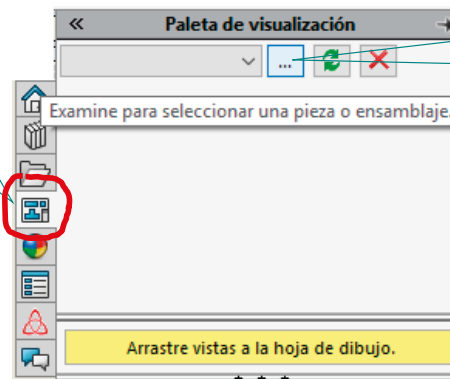 Paleta de visualización
...
Examine para seleccionar una pieza o ensamblaje.
Arrastre vistas a la hoja de dibujo.